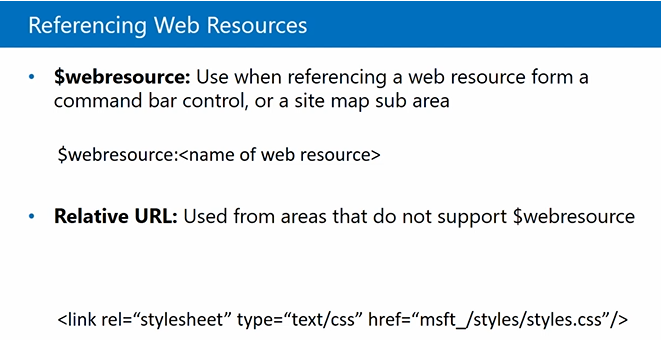 Referencing Web Resources
• $webresource: Use when referencing a web resource form a
command bar control, or a site map sub area
$webresource:<name of web resource>
• Relative URL: Used from areas that do not support $webresource
<link rel=“stylesheet” type=“text/css” href=“msft_/styles/styles.css”/>